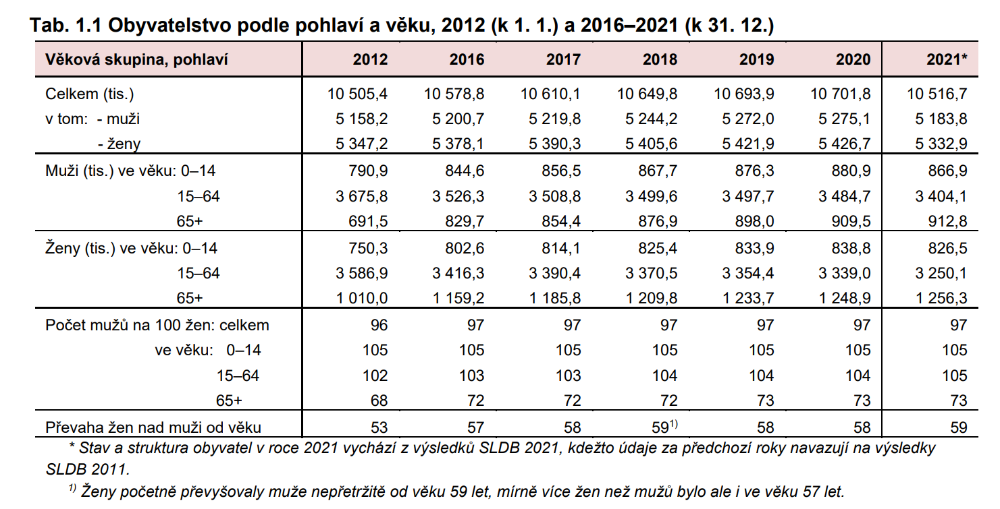 Tab. 1.1 Obyvatelstvo podle pohlaví a věku, 2012 (k 1. 1.) a 2016–2021 (k 31. 12.)
Věková skupina, pohlaví 2012 2016 2017 2018 2019 2020 2021*
Celkem (tis.) 10 505,4 10 578,8 10 610,1 10 649,8 10 693,9 10 701,8 10 516,7
v tom: - muži 5 158,2 5 200,7 5 219,8 5 244,2 5 272,0 5 275,1 5 183,8
- ženy 5 347,2 5 378,1 5 390,3 5 405,6 5 421,9 5 426,7 5 332,9
Muži (tis.) ve věku: 0–14 790,9 844,6 856,5 867,7 876,3 880,9 866,9
15–64 3 675,8 3 526,3 3 508,8 3 499,6 3 497,7 3 484,7 3 404,1
65+ 691,5 829,7 854,4 876,9 898,0 909,5 912,8
Ženy (tis.) ve věku: 0–14 750,3 802,6 814,1 825,4 833,9 838,8 826,5
15–64 3 586,9 3 416,3 3 390,4 3 370,5 3 354,4 3 339,0 3 250,1
65+ 1 010,0 1 159,2 1 185,8 1 209,8 1 233,7 1 248,9 1 256,3
Počet mužů na 100 žen: celkem 96 97 97 97 97 97 97
ve věku: 0–14 105 105 105 105 105 105 105
15–64 102 103 103 104 104 104 105
65+ 68 72 72 72 73 73 73
Převaha žen nad muži od věku 53 57 58 59¹⁾ 58 58 59
* Stav a struktura obyvatel v roce 2021 vychází z výsledků SLDB 2021, kdežto údaje za předchozí roky navazují na výsledky
SLDB 2011.
¹⁾ Ženy početně převyšovaly muže nepřetržitě od věku 59 let, mírně více žen než mužů bylo ale i ve věku 57 let.